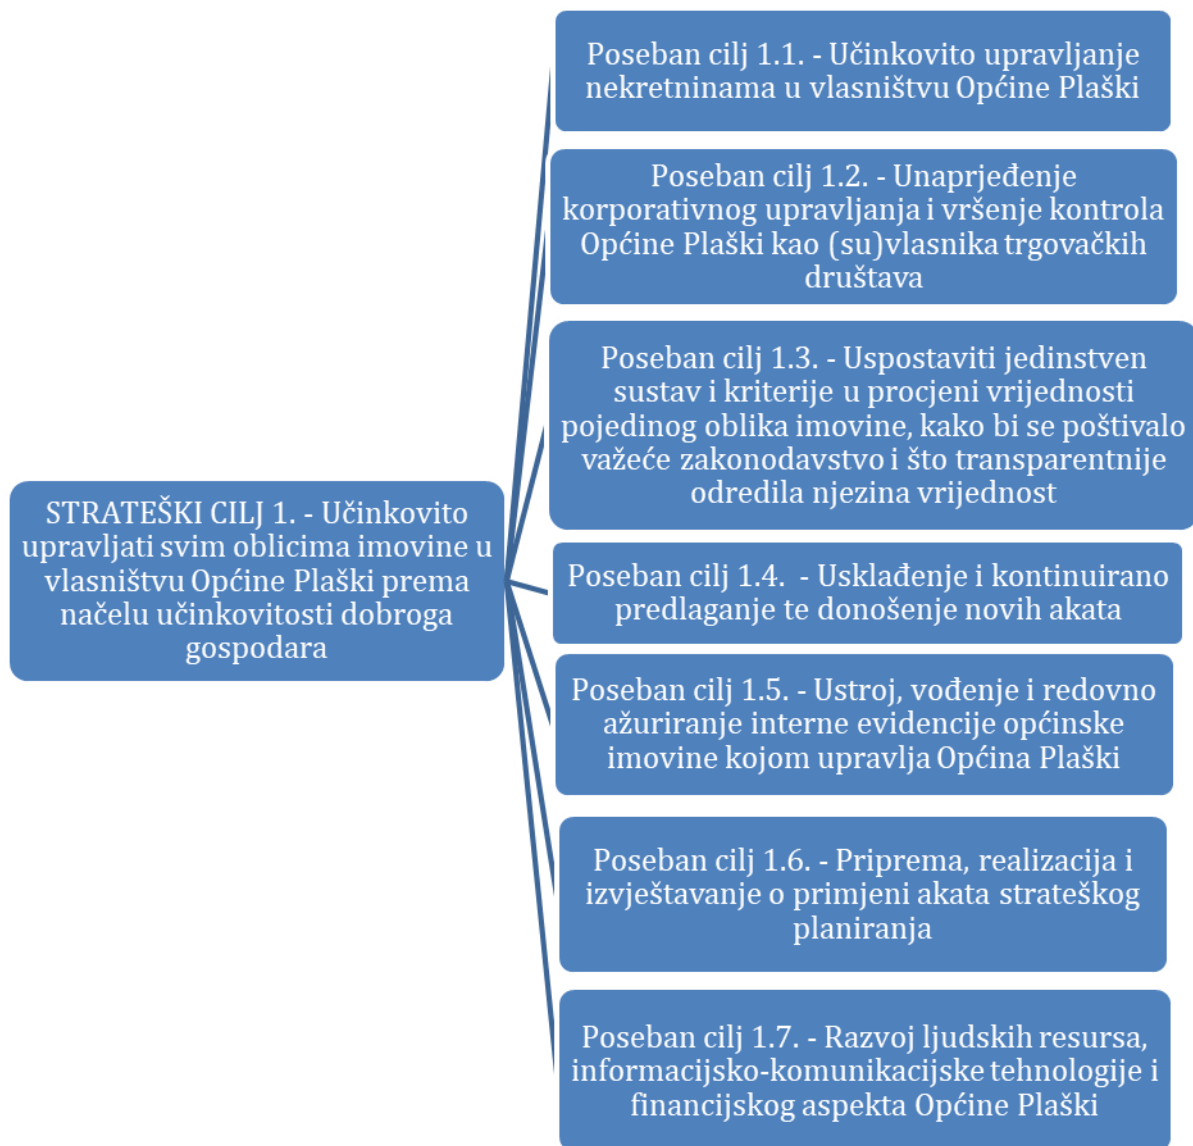 Poseban cilj 1.1. - Učinkovito upravljanje
nekretninama u vlasništvu Općine Plaški
Poseban cilj 1.2. - Unaprjeđenje
korporativnog upravljanja i vršenje kontrola
Općine Plaški kao (su)vlasnika trgovačkih
društava
Poseban cilj 1.3. - Uspostaviti jedinstven
sustav i kriterije u procjeni vrijednosti
pojedinog oblika imovine, kako bi se poštivalo
važeće zakonodavstvo i što transparentnije
odredila njezina vrijednost
STRATEŠKI CILJ 1. - Učinkovito
upravljati svim oblicima imovine u
vlasništvu Općine Plaški prema
načelu učinkovitosti dobroga
gospodara
Poseban cilj 1.4. - Usklađenje i kontinuirano
predlaganje te donošenje novih akata
Poseban cilj 1.5. - Ustroj, vođenje i redovno
ažuriranje interne evidencije općinske
imovine kojom upravlja Općina Plaški
Poseban cilj 1.6. - Priprema, realizacija i
izvještavanje o primjeni akata strateškog
planiranja
Poseban cilj 1.7. - Razvoj ljudskih resursa,
informacijsko-komunikacijske tehnologije i
financijskog aspekta Općine Plaški